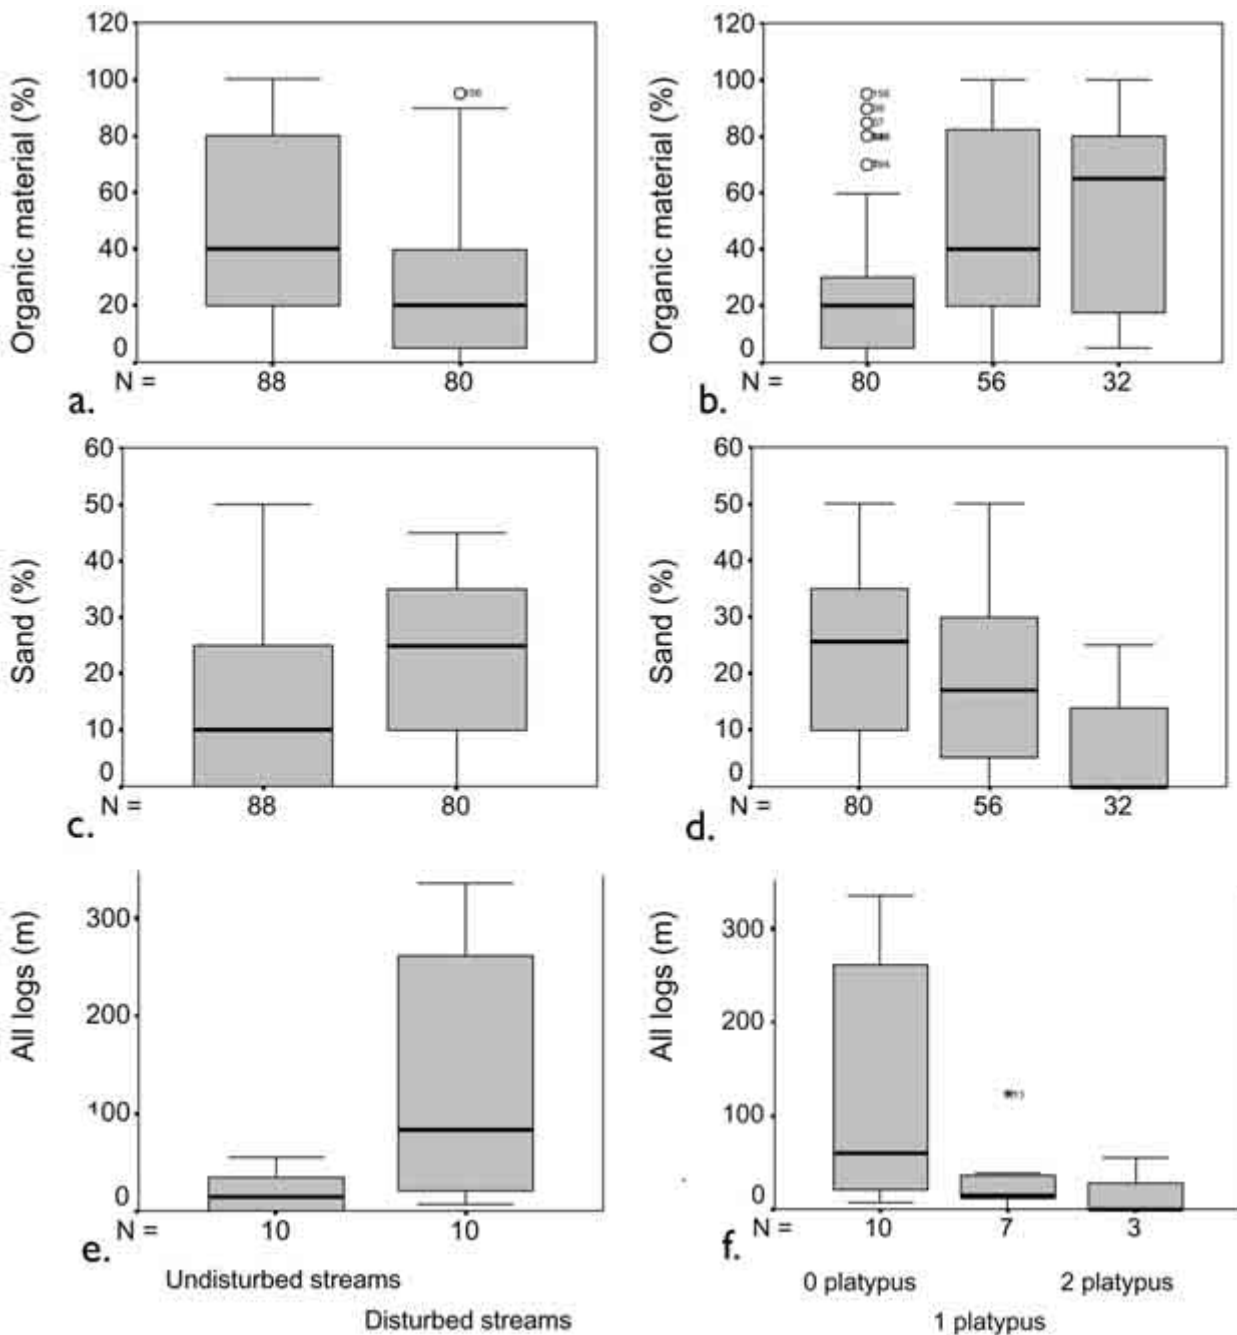 120
100
80
60
40
20
0
Organic material (%)
N =
88
80
a.
120
100
80
60
40
20
0
Organic material (%)
N =
80
56
32
b.
60
50
40
30
20
10
0
Sand (%)
N =
88
80
c.
60
50
40
30
20
10
0
Sand (%)
N =
80
56
32
d.
300
200
100
0
All logs (m)
N =
10
10
e.
Undisturbed streams
Disturbed streams
300
200
100
0
All logs (m)
N =
10
7
3
f.
0 platypus
2 platypus
1 platypus